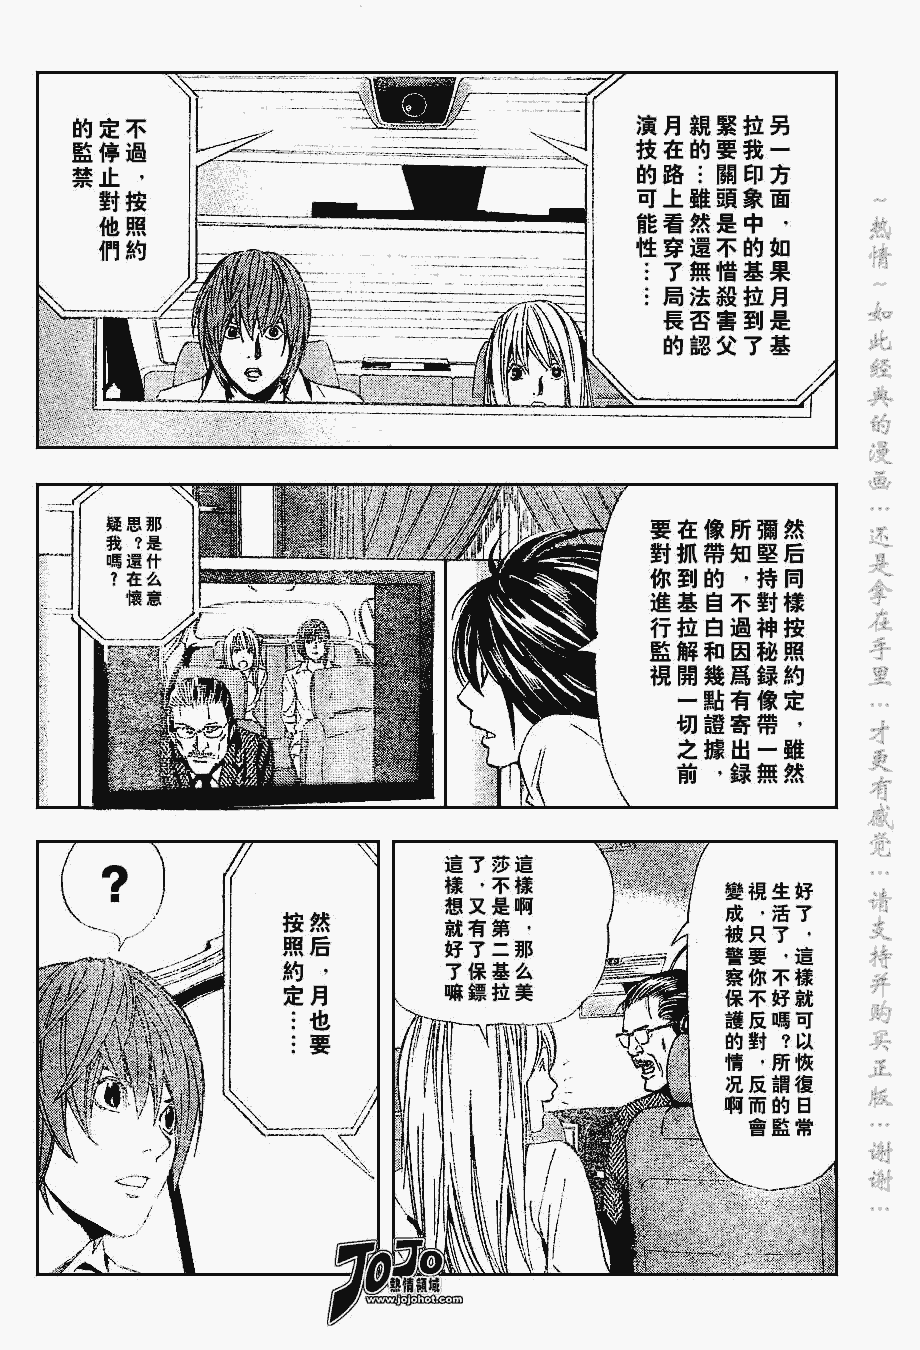 另一方面，如果月是基
拉我印象中的基拉到了
緊要關頭是不惜殺害父
親的…雖然還無法否認
月在路上看穿了局長的
演技的可能性……
不過，按照約
定停止對他們
的監禁
然后同樣按照約定，雖然
彌堅持對神秘録像帶一無
所知，不過因爲有寄出録
像帶的自白和幾點證據，
在抓到基拉解開一切之前
要對你進行監視
那是什么意
思？還在懷
疑我嗎？
好了，這樣就可以恢復日常
生活了，不好嗎？所謂的監
視，只要你不反對，反而會
變成被警察保護的情况啊
這樣啊，那么美
莎不是第二基拉
了，又有了保鏢
這樣想就好了嘛
然后，月也要
按照約定……
？
~熱情~如此經典的漫画…还是拿在手里…才更有感觉…请支持并购买正版…谢谢…
JOJO
熱情領域
www.jojohot.com